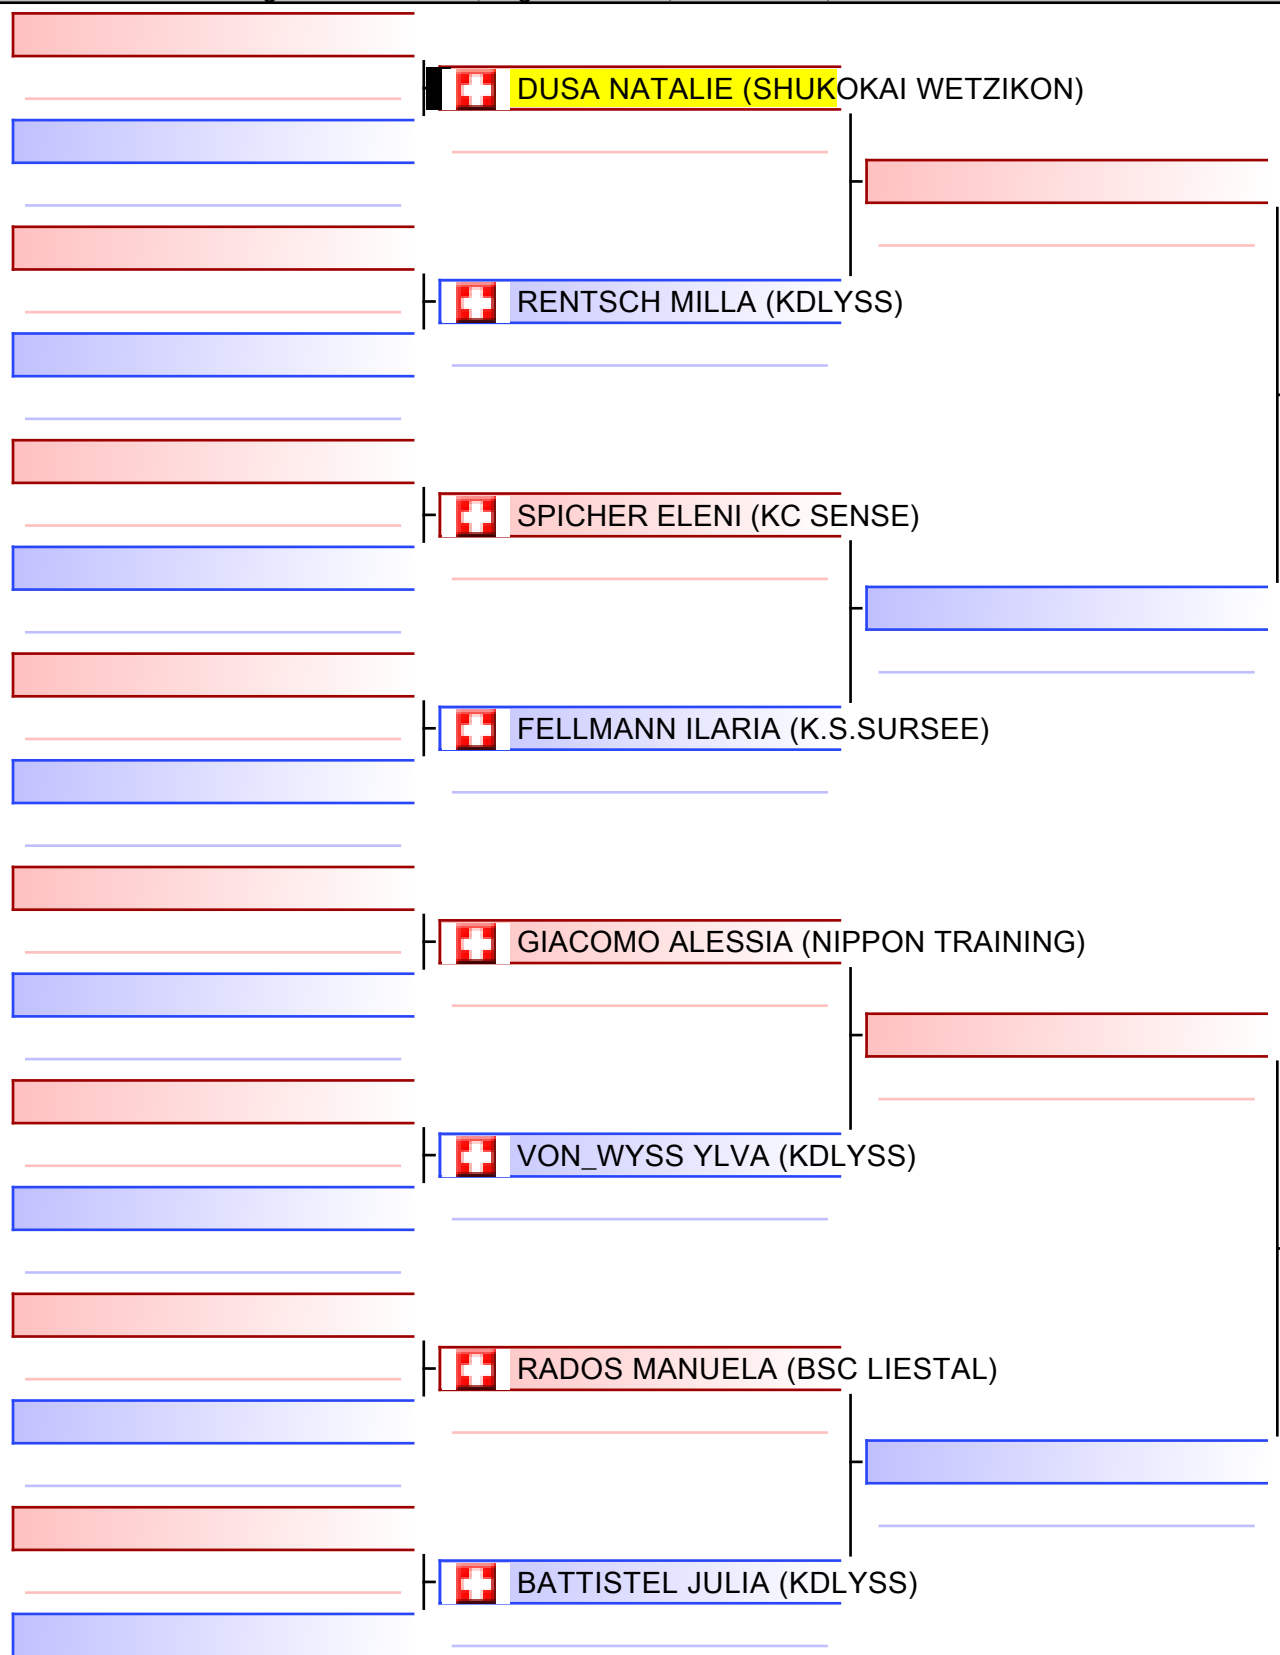 DUSA NATALIE (SHUKOKAI WETZIKON)
RENTSCH MILLA (KDLYSS)
SPICHER ELENI (KC SENSE)
FELLMANN ILARIA (K.S.SURSEE)
GIACOMO ALESSIA (NIPPON TRAINING)
VON_WYSS YLVA (KDLYSS)
RADOS MANUELA (BSC LIESTAL)
BATTISTEL JULIA (KDLYSS)